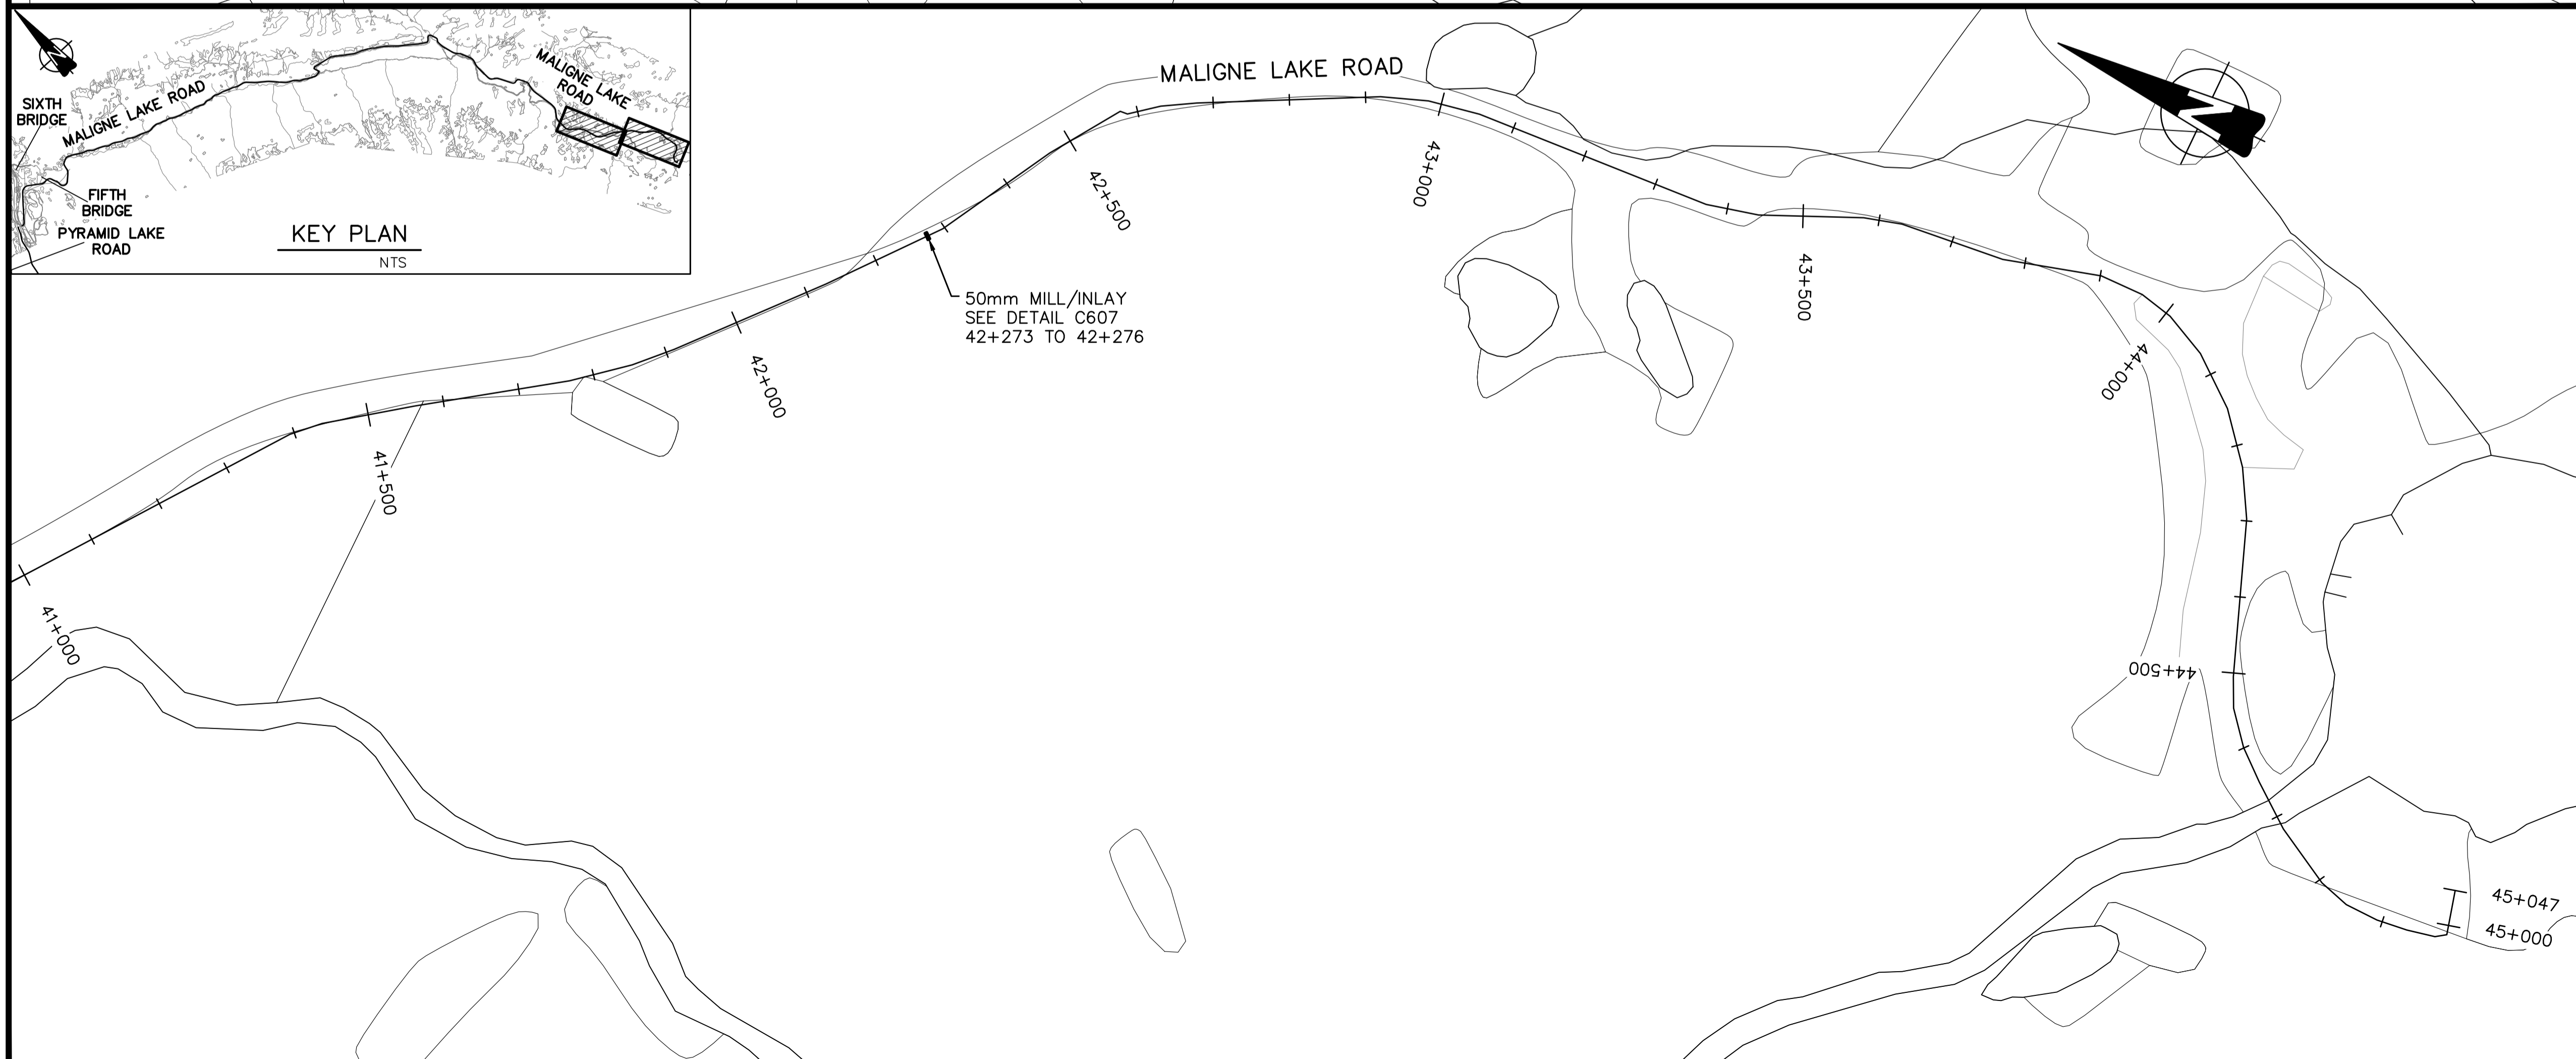 SIXTH
BRIDGE
MALIGNE LAKE ROAD
MALIGNE LAKE
ROAD
FIFTH
BRIDGE
PYRAMID LAKE
ROAD
KEY PLAN
NTS
MALIGNE LAKE ROAD
50mm MILL/INLAY
SEE DETAIL C607
42+273 TO 42+276
41+000
41+500
42+000
42+500
43+000
43+500
44+000
44+500
45+047
45+000